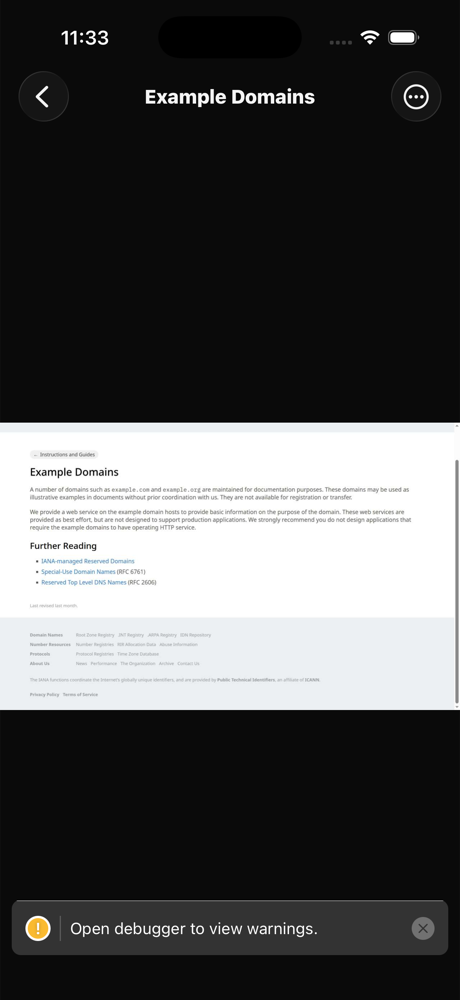 11:33
Example Domains
← Instructions and Guides
Example Domains
A number of domains such as example.com and example.org are maintained for documentation purposes. These domains may be used as
illustrative examples in documents without prior coordination with us. They are not available for registration or transfer.
We provide a web service on the example domain hosts to provide basic information on the purpose of the domain. These web services are
provided as best effort, but are not designed to support production applications. We strongly recommend you do not design applications that
require the example domains to have operating HTTP service.
Further Reading
• IANA-managed Reserved Domains
• Special-Use Domain Names (RFC 6761)
• Reserved Top Level DNS Names (RFC 2606)
Last revised last month.
Domain Names Root Zone Registry .INT Registry .ARPA Registry IDN Repository
Number Resources Number Registries RIR Allocation Data Abuse Information
Protocols Protocol Registries Time Zone Database
About Us News Performance The Organization Archive Contact Us
The IANA functions coordinate the Internet's globally unique identifiers, and are provided by Public Technical Identifiers, an affiliate of ICANN.
Privacy Policy Terms of Service
Open debugger to view warnings.